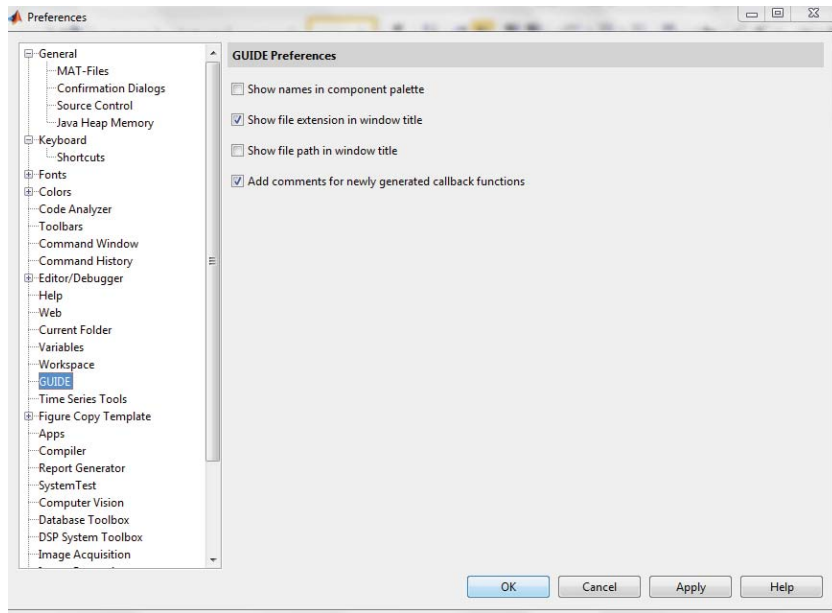 Preferences
General
MAT-Files
Confirmation Dialogs
Source Control
Java Heap Memory
Keyboard
Shortcuts
Fonts
Colors
Code Analyzer
Toolbars
Command Window
Command History
Editor/Debugger
Help
Web
Current Folder
Variables
Workspace
GUIDE
Time Series Tools
Figure Copy Template
Apps
Compiler
Report Generator
SystemTest
Computer Vision
Database Toolbox
DSP System Toolbox
Image Acquisition
GUIDE Preferences
Show names in component palette
Show file extension in window title
Show file path in window title
Add comments for newly generated callback functions
OK Cancel Apply Help